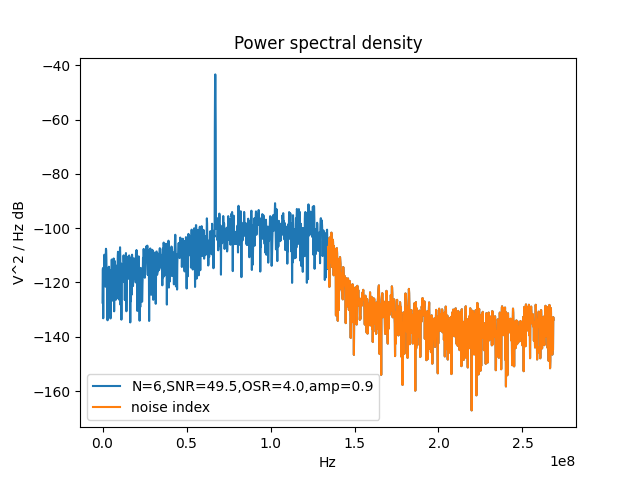 Power spectral density
V^2 / Hz dB
−40
−60
−80
−100
−120
−140
−160
N=6,SNR=49.5,OSR=4.0,amp=0.9
noise index
0.0 0.5 1.0 1.5 2.0 2.5
1e8
Hz